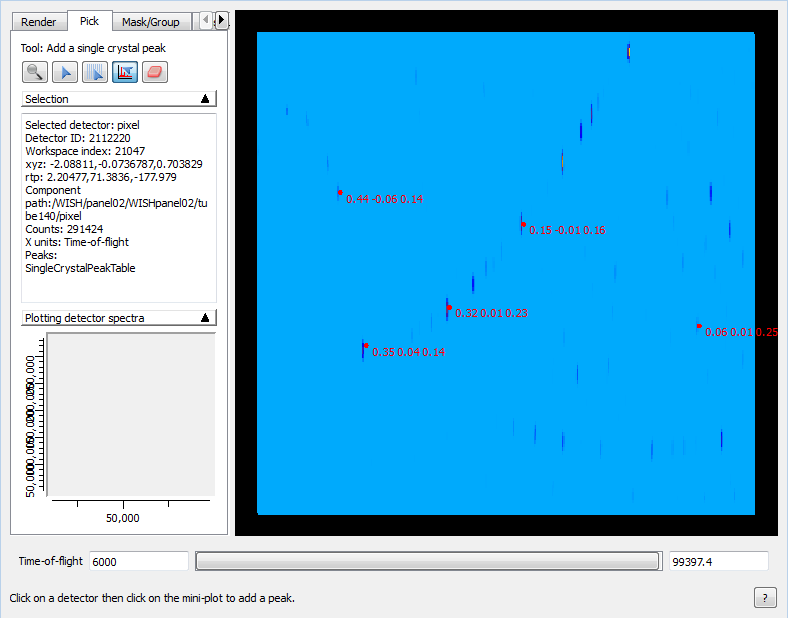 Render Pick Mask/Group
Tool: Add a single crystal peak
Selection
Selected detector: pixel
Detector ID: 2112220
Workspace index: 21047
xyz: -2.08811,-0.0736787,0.703829
rtp: 2.20477,71.3836,-177.979
Component
path:/WISH/panel02/WISHpanel02/tu
be140/pixel
Counts: 291424
X units: Time-of-flight
Peaks:
SingleCrystalPeakTable
Plotting detector spectra
50,000
0.44 -0.06 0.14
0.15 -0.01 0.16
0.32 0.01 0.23
0.06 0.01 0.25
0.35 0.04 0.14
Time-of-flight 6000 99397.4
Click on a detector then click on the mini-plot to add a peak.
?